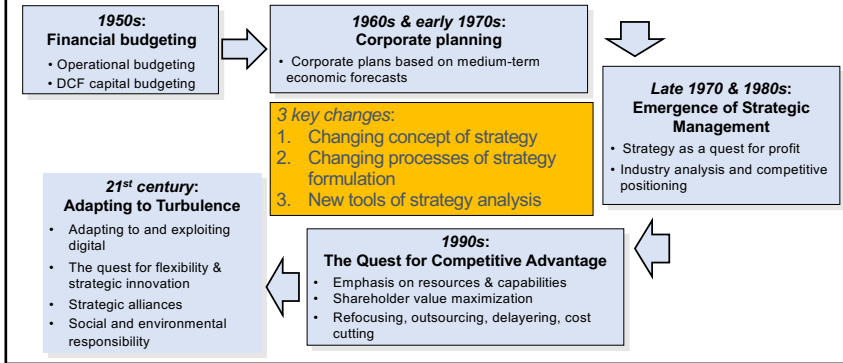 1950s:
Financial budgeting
• Operational budgeting
• DCF capital budgeting
1960s & early 1970s:
Corporate planning
• Corporate plans based on medium-term
economic forecasts
Late 1970 & 1980s:
Emergence of Strategic
Management
• Strategy as a quest for profit
• Industry analysis and competitive
positioning
3 key changes:
1. Changing concept of strategy
2. Changing processes of strategy
formulation
3. New tools of strategy analysis
1990s:
The Quest for Competitive Advantage
• Emphasis on resources & capabilities
• Shareholder value maximization
• Refocusing, outsourcing, delayering, cost
cutting
21st century:
Adapting to Turbulence
• Adapting to and exploiting
digital
• The quest for flexibility &
strategic innovation
• Strategic alliances
• Social and environmental
responsibility